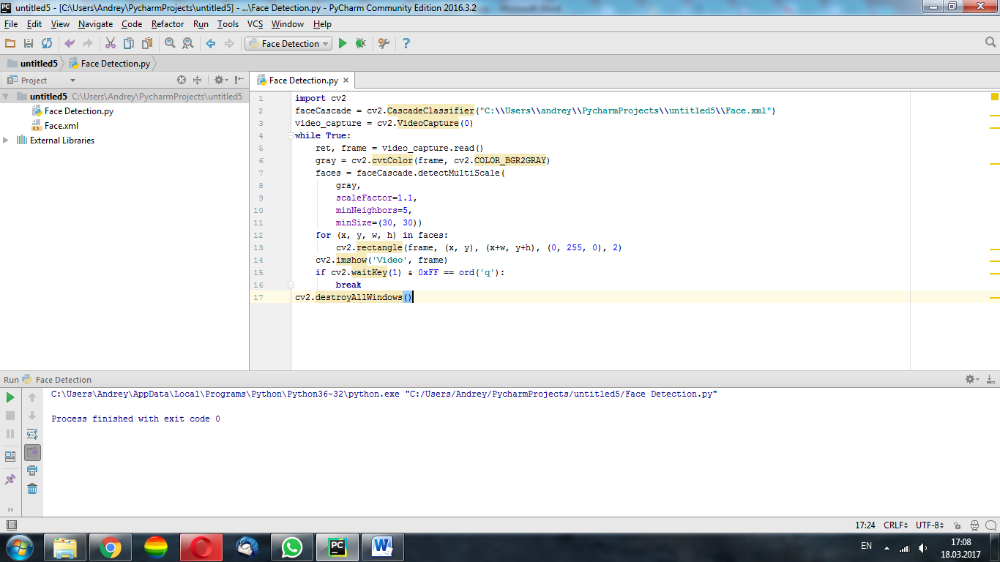 untitled5 - [C:\Users\Andrey\PycharmProjects\untitled5] - ...\Face Detection.py - PyCharm Community Edition 2016.3.2
File Edit View Navigate Code Refactor Run Tools VCS Window Help
Face Detection
untitled5 Face Detection.py
Project
Face Detection.py
untitled5 C:\Users\Andrey\PycharmProjects\untitled5
Face Detection.py
Face.xml
External Libraries
1 import cv2
2 faceCascade = cv2.CascadeClassifier("C:\\Users\\andrey\\PycharmProjects\\untitled5\\Face.xml")
3 video_capture = cv2.VideoCapture(0)
4 while True:
5     ret, frame = video_capture.read()
6     gray = cv2.cvtColor(frame, cv2.COLOR_BGR2GRAY)
7     faces = faceCascade.detectMultiScale(
8         gray,
9         scaleFactor=1.1,
10         minNeighbors=5,
11         minSize=(30, 30))
12     for (x, y, w, h) in faces:
13         cv2.rectangle(frame, (x, y), (x+w, y+h), (0, 255, 0), 2)
14     cv2.imshow('Video', frame)
15     if cv2.waitKey(1) & 0xFF == ord('q'):
16         break
17 cv2.destroyAllWindows()
Run Face Detection
C:\Users\Andrey\AppData\Local\Programs\Python\Python36-32\python.exe "C:/Users/Andrey/PycharmProjects/untitled5/Face Detection.py"
Process finished with exit code 0
17:24 CRLF UTF-8
EN 17:08
18.03.2017